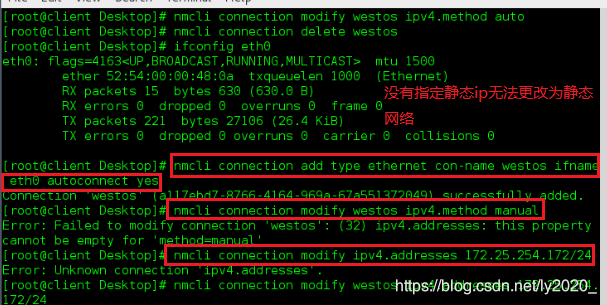 [root@client Desktop]# nmcli connection modify westos ipv4.method auto
[root@client Desktop]# nmcli connection delete westos
[root@client Desktop]# ifconfig eth0
eth0: flags=4163<UP,BROADCAST,RUNNING,MULTICAST>  mtu 1500
        ether 52:54:00:00:48:0a  txqueuelen 1000  (Ethernet)
        RX packets 15  bytes 630 (630.0 B)
        RX errors 0  dropped 0  overruns 0  frame 0
        TX packets 221  bytes 27106 (26.4 KiB)
        TX errors 0  dropped 0 overruns 0  carrier 0  collisions 0
没有指定静态ip无法更改为静态
网络
[root@client Desktop]# nmcli connection add type ethernet con-name westos ifname
 eth0 autoconnect yes
Connection 'westos' (a117ebd7-8766-4164-969a-67a551372049) successfully added.
[root@client Desktop]# nmcli connection modify westos ipv4.method manual
Error: Failed to modify connection 'westos': (32) ipv4.addresses: this property
cannot be empty for 'method=manual'
[root@client Desktop]# nmcli connection modify ipv4.addresses 172.25.254.172/24
Error: Unknown connection 'ipv4.addresses'.
[root@client Desktop]# nmcli connection modify westos
172/24
https://blog.csdn.net/ly2020_